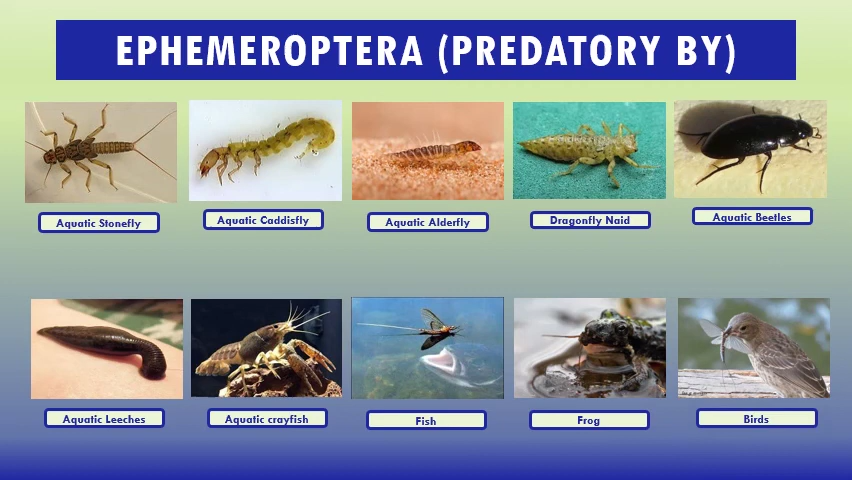 EPHEMEROPTERA (PREDATORY BY)
Aquatic Stonefly
Aquatic Caddisfly
Aquatic Alderfly
Dragonfly Naid
Aquatic Beetles
Aquatic Leeches
Aquatic crayfish
Fish
Frog
Birds